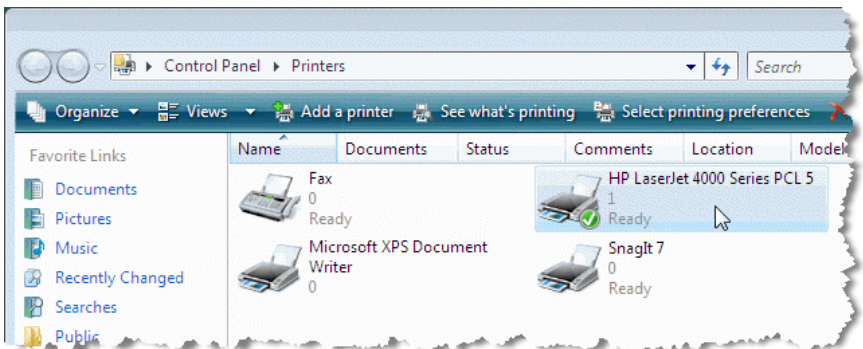 Control Panel Printers
Search
Organize Views Add a printer See what's printing Select printing preferences
Favorite Links
Documents
Pictures
Music
Recently Changed
Searches
Public
Name Documents Status Comments Location Model
Fax
0
Ready
HP LaserJet 4000 Series PCL 5
1
Ready
Microsoft XPS Document
Writer
0
SnagIt 7
0
Ready